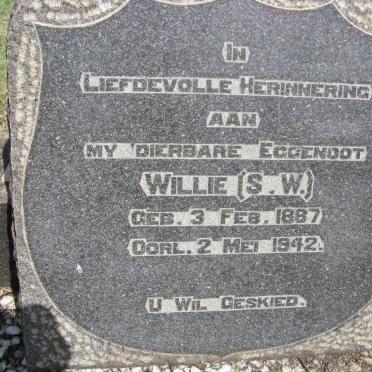 IN
LIEFDEVOLLE HERINNERING
AAN
MY DIERBARE EGGENOOT
WILLIE (S.W.)
GEB. 3 FEB. 1887
OORL. 2 MEI 1942.
U WIL GESKIED.